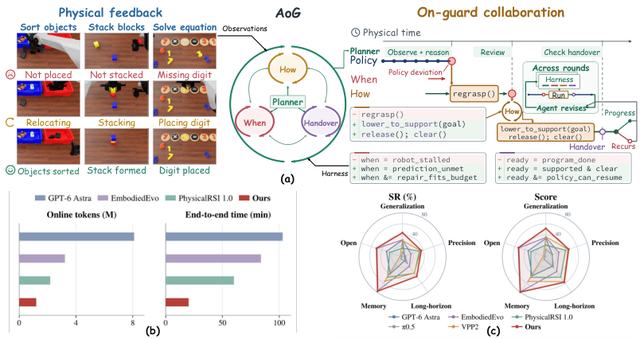 Physical feedback
Sort objects
Stack blocks
Solve equation
Not placed
Not stacked
Missing digit
Relocating
Stacking
Placing digit
Objects sorted
Stack formed
Digit placed
Observations
AoG
How
Planner
When
Handover
Harness
(a)
On-guard collaboration
Physical time
Planner
Observe + reason
Review
Check handover
Policy
Policy deviation
When
How
regrasp()
How
Across rounds
Harness
Run
Agent revises
Progress
- regrasp()
+ lower_to_support(goal)
+ release(); clear()
lower_to_support(goal)
release(); clear()
Handover
Recurs
- when = robot_stalled
+ when = prediction_unmet
+ when &= repair_fits_budget
- ready = program_done
+ ready = supported & clear
+ ready &= policy_can_resume
GPT-6 Astra
EmbodiedEvo
PhysicalRSI 1.0
Ours
Online tokens (M)
0 4 8
End-to-end time (min)
0 50 100
(b)
SR (%)
Generalization
Open
Precision
Memory
Long-horizon
40
80
Score
Generalization
Open
Precision
Memory
Long-horizon
40
80
GPT-6 Astra
EmbodiedEvo
PhysicalRSI 1.0
π0.5
VPP2
Ours
(c)